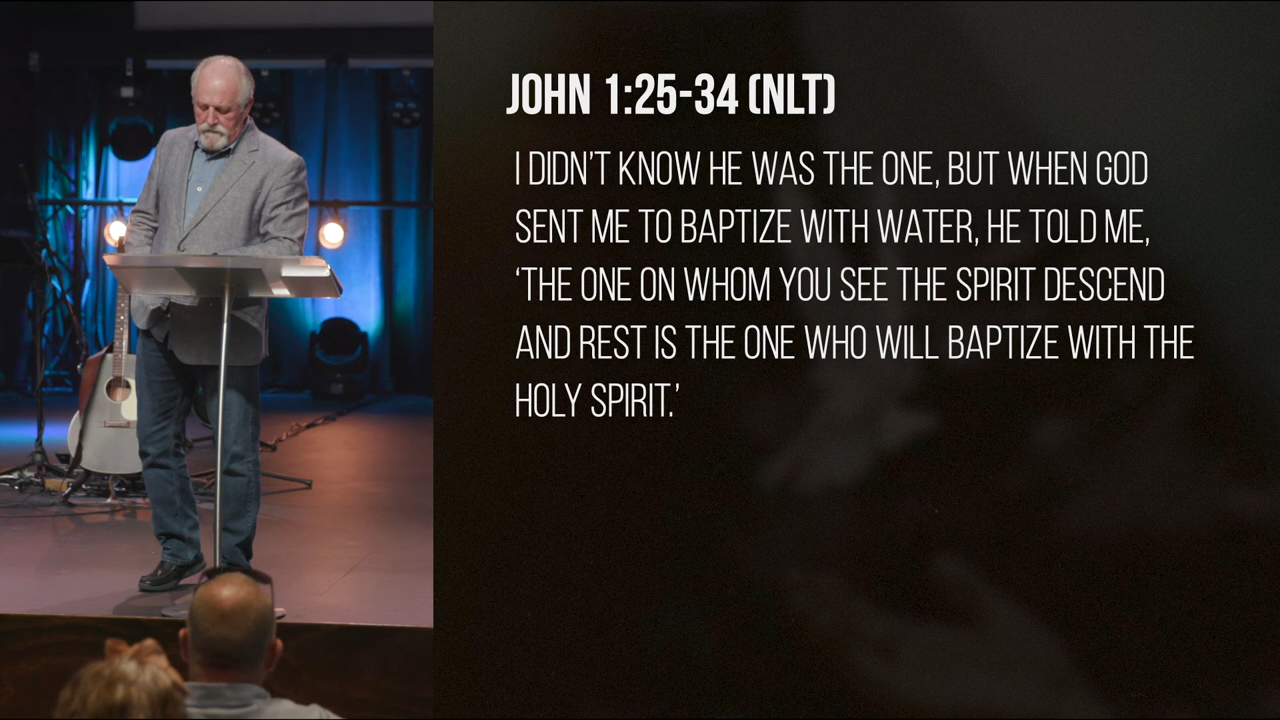 JOHN 1:25-34 (NLT)
I DIDN'T KNOW HE WAS THE ONE, BUT WHEN GOD
SENT ME TO BAPTIZE WITH WATER, HE TOLD ME,
‘THE ONE ON WHOM YOU SEE THE SPIRIT DESCEND
AND REST IS THE ONE WHO WILL BAPTIZE WITH THE
HOLY SPIRIT.’